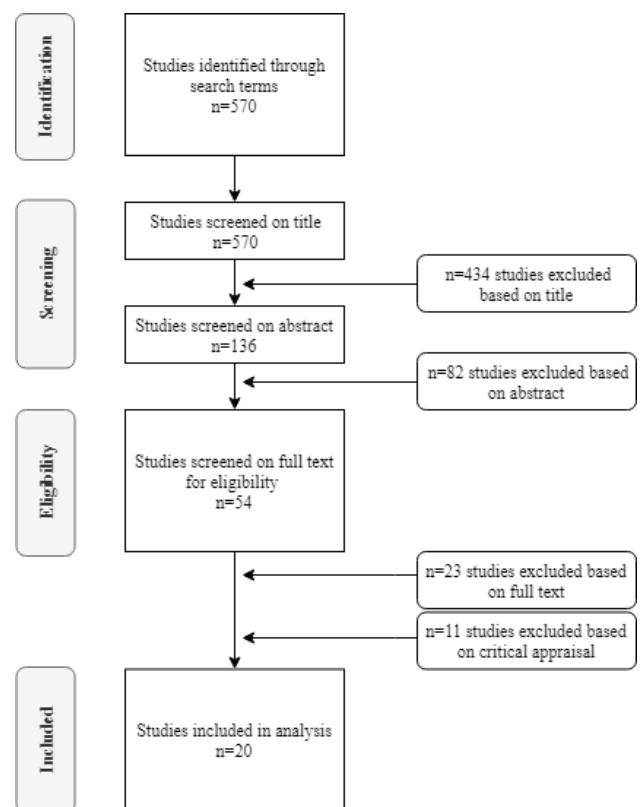 Identification
Studies identified through
search terms
n=570
Screening
Studies screened on title
n=570
n=434 studies excluded
based on title
Studies screened on abstract
n=136
n=82 studies excluded based
on abstract
Eligibility
Studies screened on full text
for eligibility
n=54
n=23 studies excluded based
on full text
n=11 studies excluded based
on critical appraisal
Included
Studies included in analysis
n=20